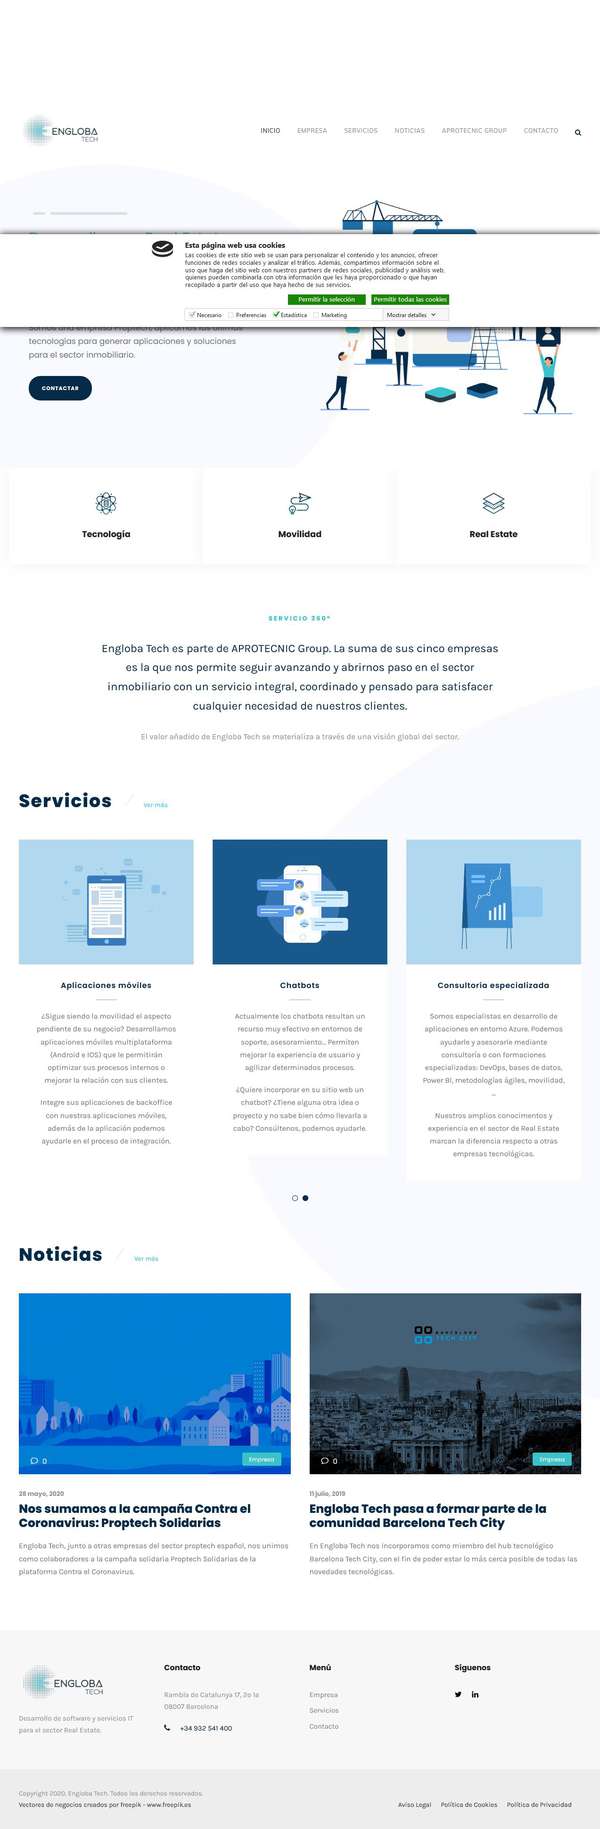 ENGLOBA
TECH
INICIO EMPRESA SERVICIOS NOTICIAS APROTECNIC GROUP CONTACTO
Esta página web usa cookies
Las cookies de este sitio web se usan para personalizar el contenido y los anuncios, ofrecer
funciones de redes sociales y analizar el tráfico. Además, compartimos información sobre el
uso que haga del sitio web con nuestros partners de redes sociales, publicidad y análisis web,
quienes pueden combinarla con otra información que les haya proporcionado o que hayan
recopilado a partir del uso que haya hecho de sus servicios.
Permitir la selección Permitir todas las cookies
Necesario Preferencias Estadística Marketing Mostrar detalles
somos una empresa Proptech, aplicamos las últimas
tecnologías para generar aplicaciones y soluciones
para el sector inmobiliario.
CONTACTAR
Tecnología Movilidad Real Estate
SERVICIO 360º
Engloba Tech es parte de APROTECNIC Group. La suma de sus cinco empresas
es la que nos permite seguir avanzando y abrirnos paso en el sector
inmobiliario con un servicio integral, coordinado y pensado para satisfacer
cualquier necesidad de nuestros clientes.
El valor añadido de Engloba Tech se materializa a través de una visión global del sector.
Servicios / Ver más
Aplicaciones móviles
¿Sigue siendo la movilidad el aspecto
pendiente de su negocio? Desarrollamos
aplicaciones móviles multiplataforma
(Android e IOS) que le permitirán
optimizar sus procesos internos o
mejorar la relación con sus clientes.
Integre sus aplicaciones de backoffice
con nuestras aplicaciones móviles,
además de la aplicación podemos
ayudarle en el proceso de integración.
Chatbots
Actualmente los chatbots resultan un
recurso muy efectivo en entornos de
soporte, asesoramiento... Permiten
mejorar la experiencia de usuario y
agilizar determinados procesos.
¿Quiere incorporar en su sitio web un
chatbot? ¿Tiene alguna otra idea o
proyecto y no sabe bien cómo llevarla a
cabo? Consúltenos, podemos ayudarle.
Consultoría especializada
Somos especialistas en desarrollo de
aplicaciones en entorno Azure. Podemos
ayudarle y asesorarle mediante
consultoría o con formaciones
especializadas: DevOps, bases de datos,
Power BI, metodologías ágiles, movilidad,
...
Nuestros amplios conocimientos y
experiencia en el sector de Real Estate
marcan la diferencia respecto a otras
empresas tecnológicas.
Noticias / Ver más
0 Empresa
28 mayo, 2020
Nos sumamos a la campaña Contra el
Coronavirus: Proptech Solidarias
Engloba Tech, junto a otras empresas del sector proptech español, nos unimos
como colaboradores a la campaña solidaria Proptech Solidarias de la
plataforma Contra el Coronavirus.
BARCELONA
TECH CITY
0 Empresa
11 julio, 2019
Engloba Tech pasa a formar parte de la
comunidad Barcelona Tech City
En Engloba Tech nos incorporamos como miembro del hub tecnológico
Barcelona Tech City, con el fin de poder estar lo más cerca posible de todas las
novedades tecnológicas.
ENGLOBA
TECH
Desarrollo de software y servicios IT
para el sector Real Estate.
Contacto
Rambla de Catalunya 17, 2o 1a
08007 Barcelona
+34 932 541 400
Menú
Empresa
Servicios
Contacto
Síguenos
Copyright 2020, Engloba Tech. Todos los derechos reservados.
Vectores de negocios creados por freepik - www.freepik.es
Aviso Legal Política de Cookies Política de Privacidad